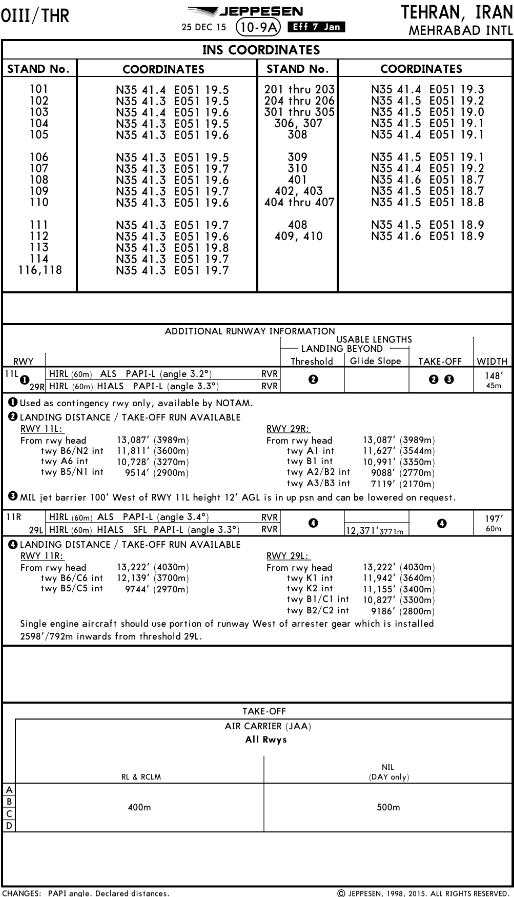 OIII/THR
JEPPESEN
25 DEC 15 10-9A Eff 7 Jan
TEHRAN, IRAN
MEHRABAD INTL
INS COORDINATES
STAND No. COORDINATES STAND No. COORDINATES
101 N35 41.4 E051 19.5 201 thru 203 N35 41.4 E051 19.3
102 N35 41.3 E051 19.5 204 thru 206 N35 41.5 E051 19.2
103 N35 41.4 E051 19.6 301 thru 305 N35 41.5 E051 19.0
104 N35 41.3 E051 19.5 306, 307 N35 41.5 E051 19.1
105 N35 41.3 E051 19.6 308 N35 41.4 E051 19.1
106 N35 41.3 E051 19.5 309 N35 41.5 E051 19.1
107 N35 41.3 E051 19.7 310 N35 41.4 E051 19.2
108 N35 41.3 E051 19.6 401 N35 41.6 E051 18.7
109 N35 41.3 E051 19.7 402, 403 N35 41.5 E051 18.7
110 N35 41.3 E051 19.6 404 thru 407 N35 41.5 E051 18.8
111 N35 41.3 E051 19.7 408 N35 41.5 E051 18.9
112 N35 41.3 E051 19.6 409, 410 N35 41.6 E051 18.9
113 N35 41.3 E051 19.8
114 N35 41.3 E051 19.7
116,118 N35 41.3 E051 19.7
ADDITIONAL RUNWAY INFORMATION
USABLE LENGTHS
LANDING BEYOND
RWY Threshold Glide Slope TAKE-OFF WIDTH
11L HIRL (60m) ALS PAPI-L (angle 3.2°) RVR 148'
❶ ❷ ❷ ❸
29R HIRL (60m) HIALS PAPI-L (angle 3.3°) RVR 45m
❶ Used as contingency rwy only, available by NOTAM.
❷ LANDING DISTANCE / TAKE-OFF RUN AVAILABLE
RWY 11L: RWY 29R:
From rwy head 13,087' (3989m) From rwy head 13,087' (3989m)
twy B6/N2 int 11,811' (3600m) twy A1 int 11,627' (3544m)
twy A6 int 10,728' (3270m) twy B1 int 10,991' (3350m)
twy B5/N1 int 9514' (2900m) twy A2/B2 int 9088' (2770m)
twy A3/B3 int 7119' (2170m)
❸ MIL jet barrier 100' West of RWY 11L height 12' AGL is in up psn and can be lowered on request.
11R HIRL (60m) ALS PAPI-L (angle 3.4°) RVR 197'
❹ ❹
29L HIRL (60m) HIALS SFL PAPI-L (angle 3.3°) RVR 12,371' 3771m 60m
❹ LANDING DISTANCE / TAKE-OFF RUN AVAILABLE
RWY 11R: RWY 29L:
From rwy head 13,222' (4030m) From rwy head 13,222' (4030m)
twy B6/C6 int 12,139' (3700m) twy K1 int 11,942' (3640m)
twy B5/C5 int 9744' (2970m) twy K2 int 11,155' (3400m)
twy B1/C1 int 10,827' (3300m)
twy B2/C2 int 9186' (2800m)
Single engine aircraft should use portion of runway West of arrester gear which is installed
2598'/792m inwards from threshold 29L.
TAKE-OFF
AIR CARRIER (JAA)
All Rwys
RL & RCLM NIL
(DAY only)
A
B
C
D
400m 500m
CHANGES: PAPI angle. Declared distances. © JEPPESEN, 1998, 2015. ALL RIGHTS RESERVED.